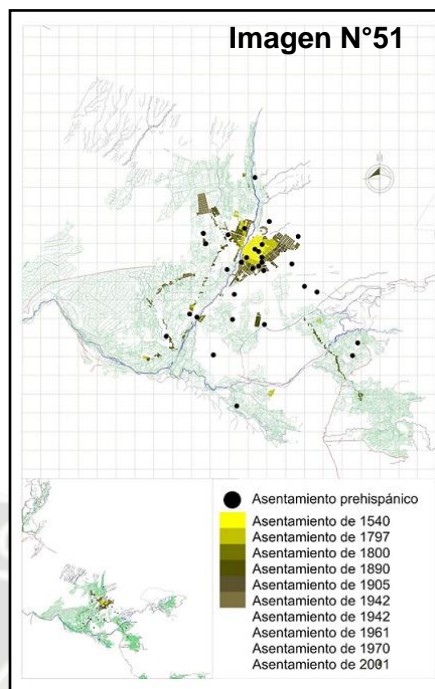 Imagen N°51
Asentamiento prehispánico
Asentamiento de 1540
Asentamiento de 1797
Asentamiento de 1800
Asentamiento de 1890
Asentamiento de 1905
Asentamiento de 1942
Asentamiento de 1942
Asentamiento de 1961
Asentamiento de 1970
Asentamiento de 2001